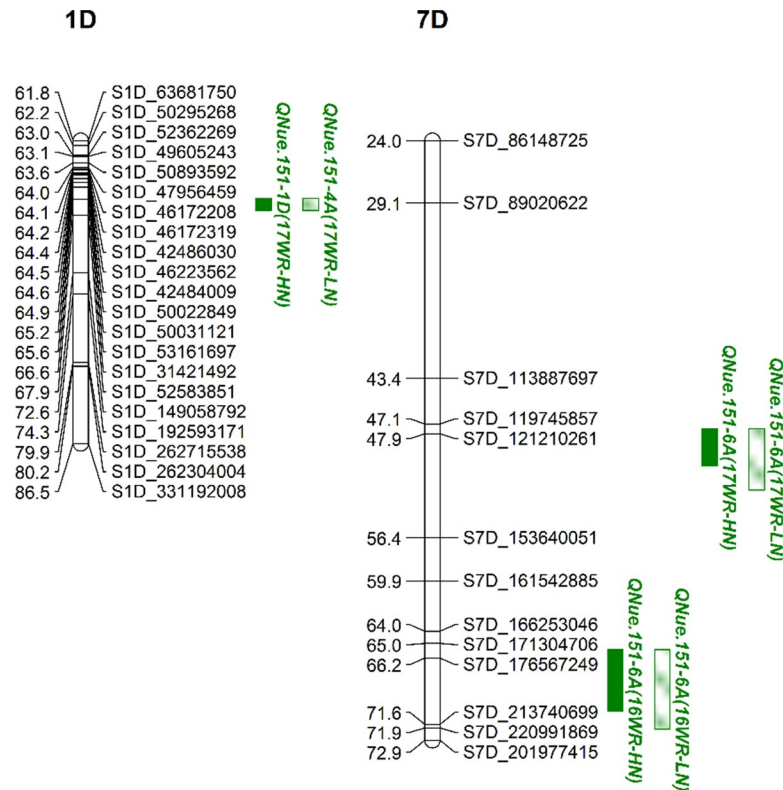 1D
7D
61.8 S1D_63681750
62.2 S1D_50295268
63.0 S1D_52362269
63.1 S1D_49605243
63.6 S1D_50893592
64.0 S1D_47956459
64.1 S1D_46172208
64.2 S1D_46172319
64.4 S1D_42486030
64.5 S1D_46223562
64.6 S1D_42484009
64.9 S1D_50022849
65.2 S1D_50031121
65.6 S1D_53161697
66.6 S1D_31421492
67.9 S1D_52583851
72.6 S1D_149058792
74.3 S1D_192593171
79.9 S1D_262715538
80.2 S1D_262304004
86.5 S1D_331192008
QNue.151-1D(17WR-HN)
QNue.151-4A(17WR-LN)
24.0 S7D_86148725
29.1 S7D_89020622
43.4 S7D_113887697
47.1 S7D_119745857
47.9 S7D_121210261
56.4 S7D_153640051
59.9 S7D_161542885
64.0 S7D_166253046
65.0 S7D_171304706
66.2 S7D_176567249
71.6 S7D_213740699
71.9 S7D_220991869
72.9 S7D_201977415
QNue.151-6A(16WR-HN)
QNue.151-6A(16WR-LN)
QNue.151-6A(17WR-HN)
QNue.151-6A(17WR-LN)